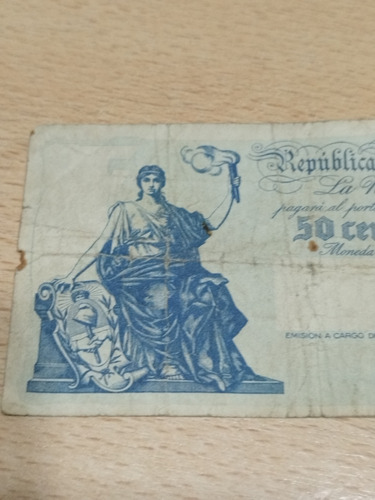 República
La
pagará al port
50 cen
Moneda
EMISION A CARGO D